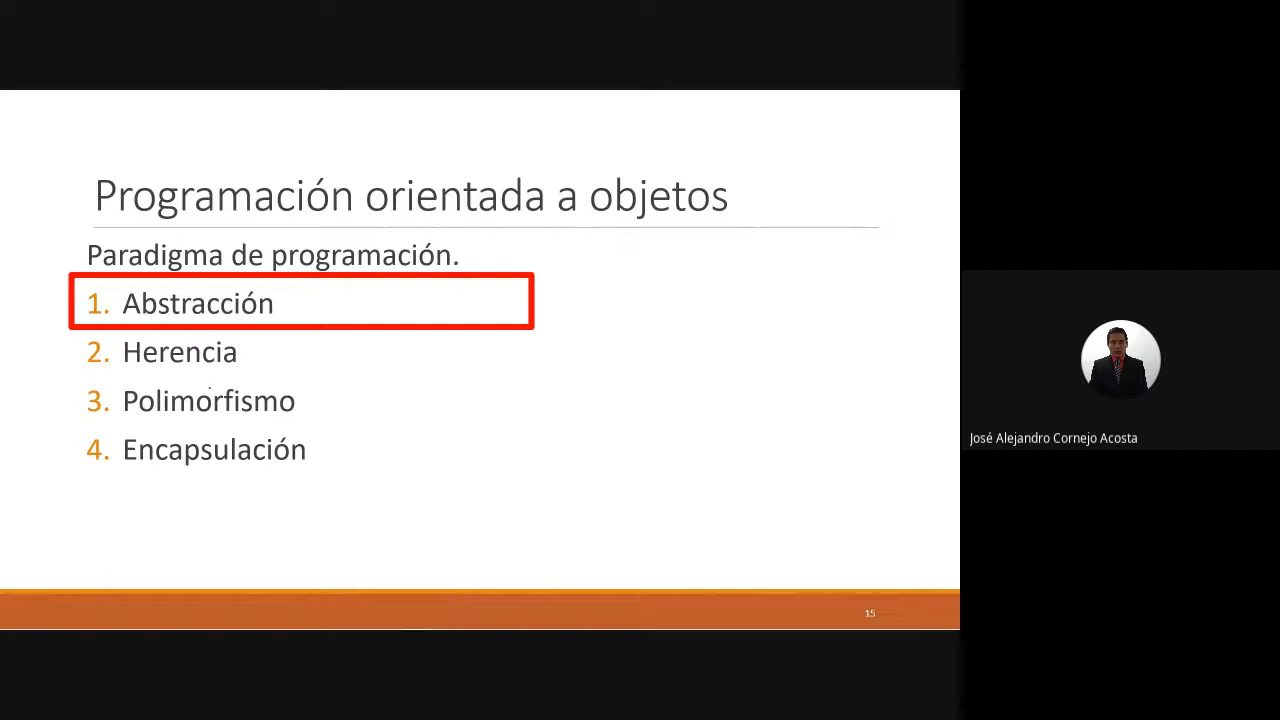 Programación orientada a objetos
Paradigma de programación.
1. Abstracción
2. Herencia
3. Polimorfismo
4. Encapsulación
15
José Alejandro Cornejo Acosta